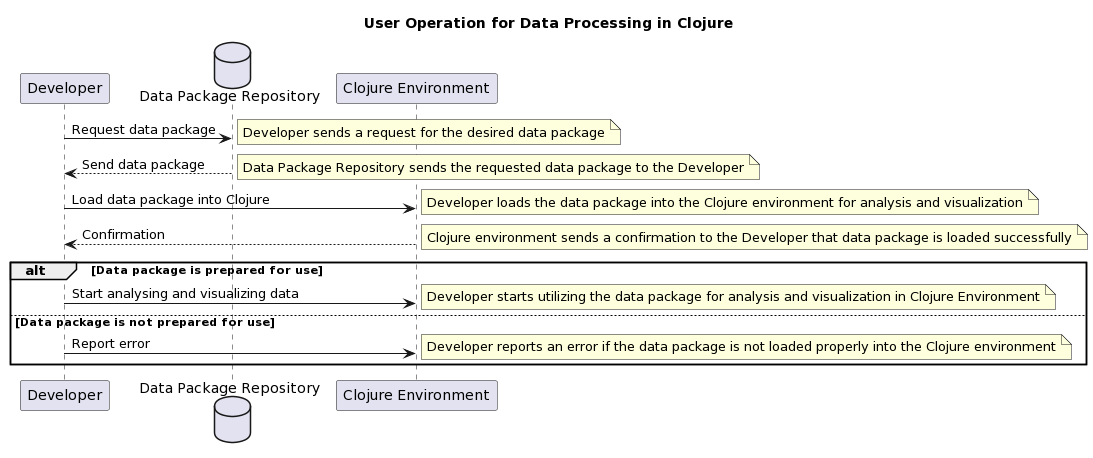 User Operation for Data Processing in Clojure
Developer
Data Package Repository
Clojure Environment
Request data package
Developer sends a request for the desired data package
Send data package
Data Package Repository sends the requested data package to the Developer
Load data package into Clojure
Developer loads the data package into the Clojure environment for analysis and visualization
Confirmation
Clojure environment sends a confirmation to the Developer that data package is loaded successfully
alt
[Data package is prepared for use]
Start analysing and visualizing data
Developer starts utilizing the data package for analysis and visualization in Clojure Environment
[Data package is not prepared for use]
Report error
Developer reports an error if the data package is not loaded properly into the Clojure environment
Developer
Data Package Repository
Clojure Environment